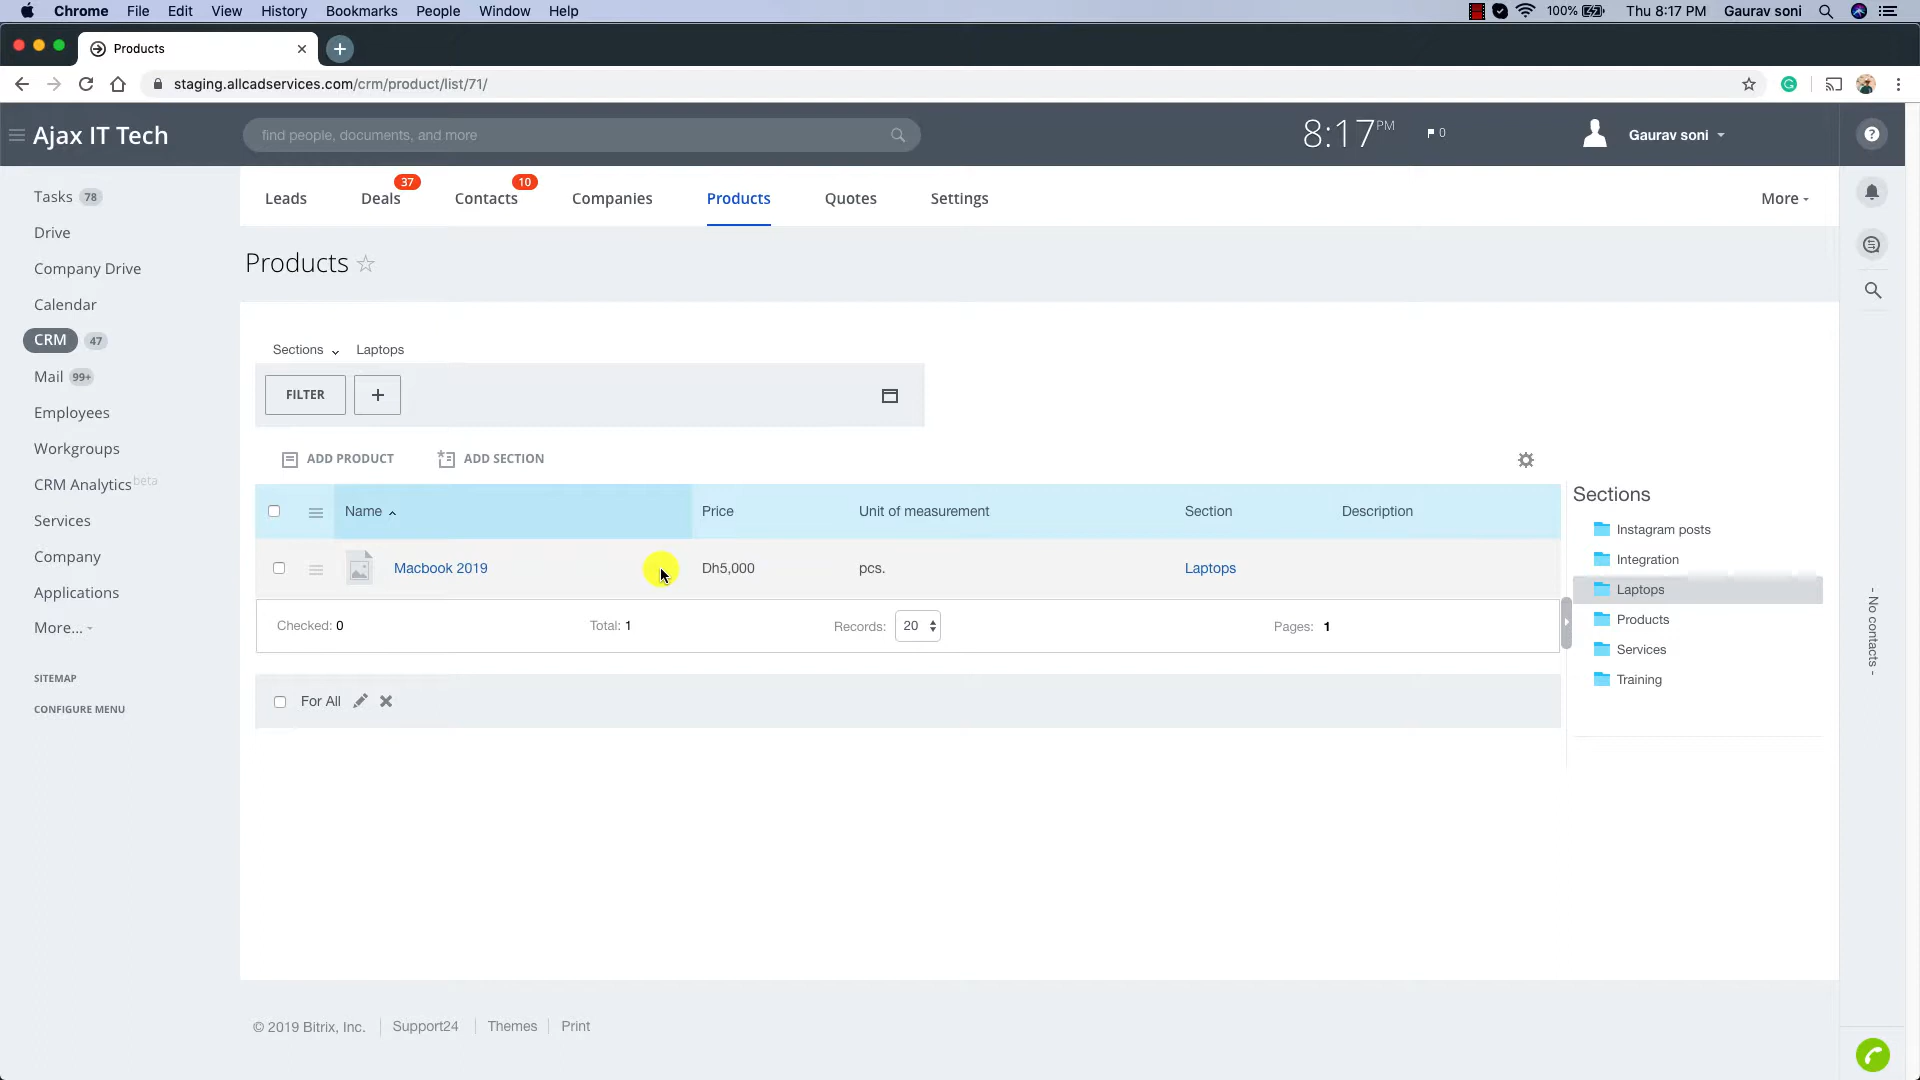 Chrome File Edit View History Bookmarks People Window Help 100% Thu 8:17 PM Gaurav soni
Products
staging.allcadservices.com/crm/product/list/71/
Ajax IT Tech find people, documents, and more 8:17 PM 0 Gaurav soni
Tasks 78
Drive
Company Drive
Calendar
CRM 47
Mail 99+
Employees
Workgroups
CRM Analytics beta
Services
Company
Applications
More...
SITEMAP
CONFIGURE MENU
Leads Deals 37 Contacts 10 Companies Products Quotes Settings More
Products
Sections Laptops
FILTER +
ADD PRODUCT ADD SECTION
Name Price Unit of measurement Section Description
Macbook 2019 Dh5,000 pcs. Laptops
Checked: 0 Total: 1 Records: 20 Pages: 1
For All
Sections
Instagram posts
Integration
Laptops
Products
Services
Training
- No contacts -
© 2019 Bitrix, Inc. Support24 Themes Print